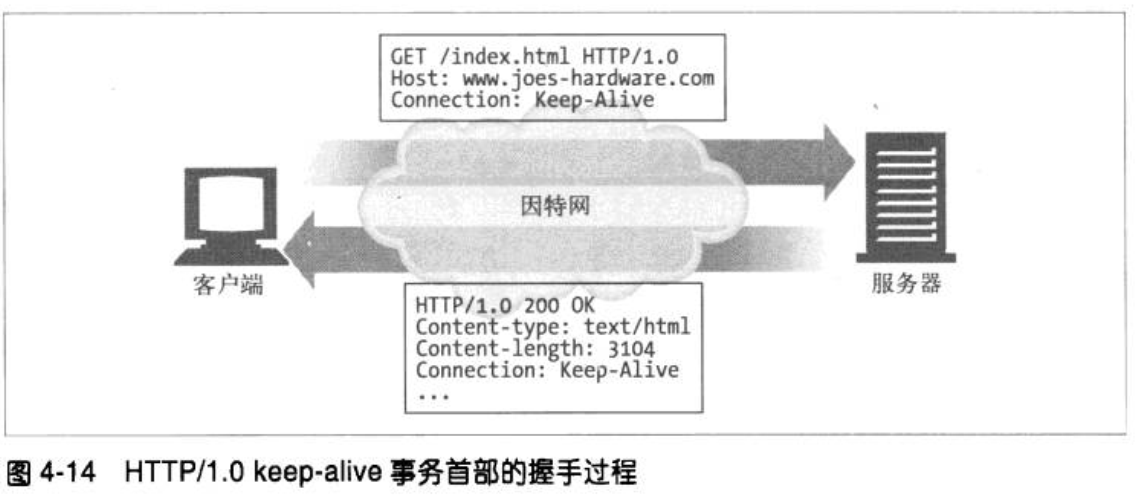 GET /index.html HTTP/1.0
Host: www.joes-hardware.com
Connection: Keep-Alive
因特网
客户端
服务器
HTTP/1.0 200 OK
Content-type: text/html
Content-length: 3104
Connection: Keep-Alive
...
图 4-14 HTTP/1.0 keep-alive 事务首部的握手过程